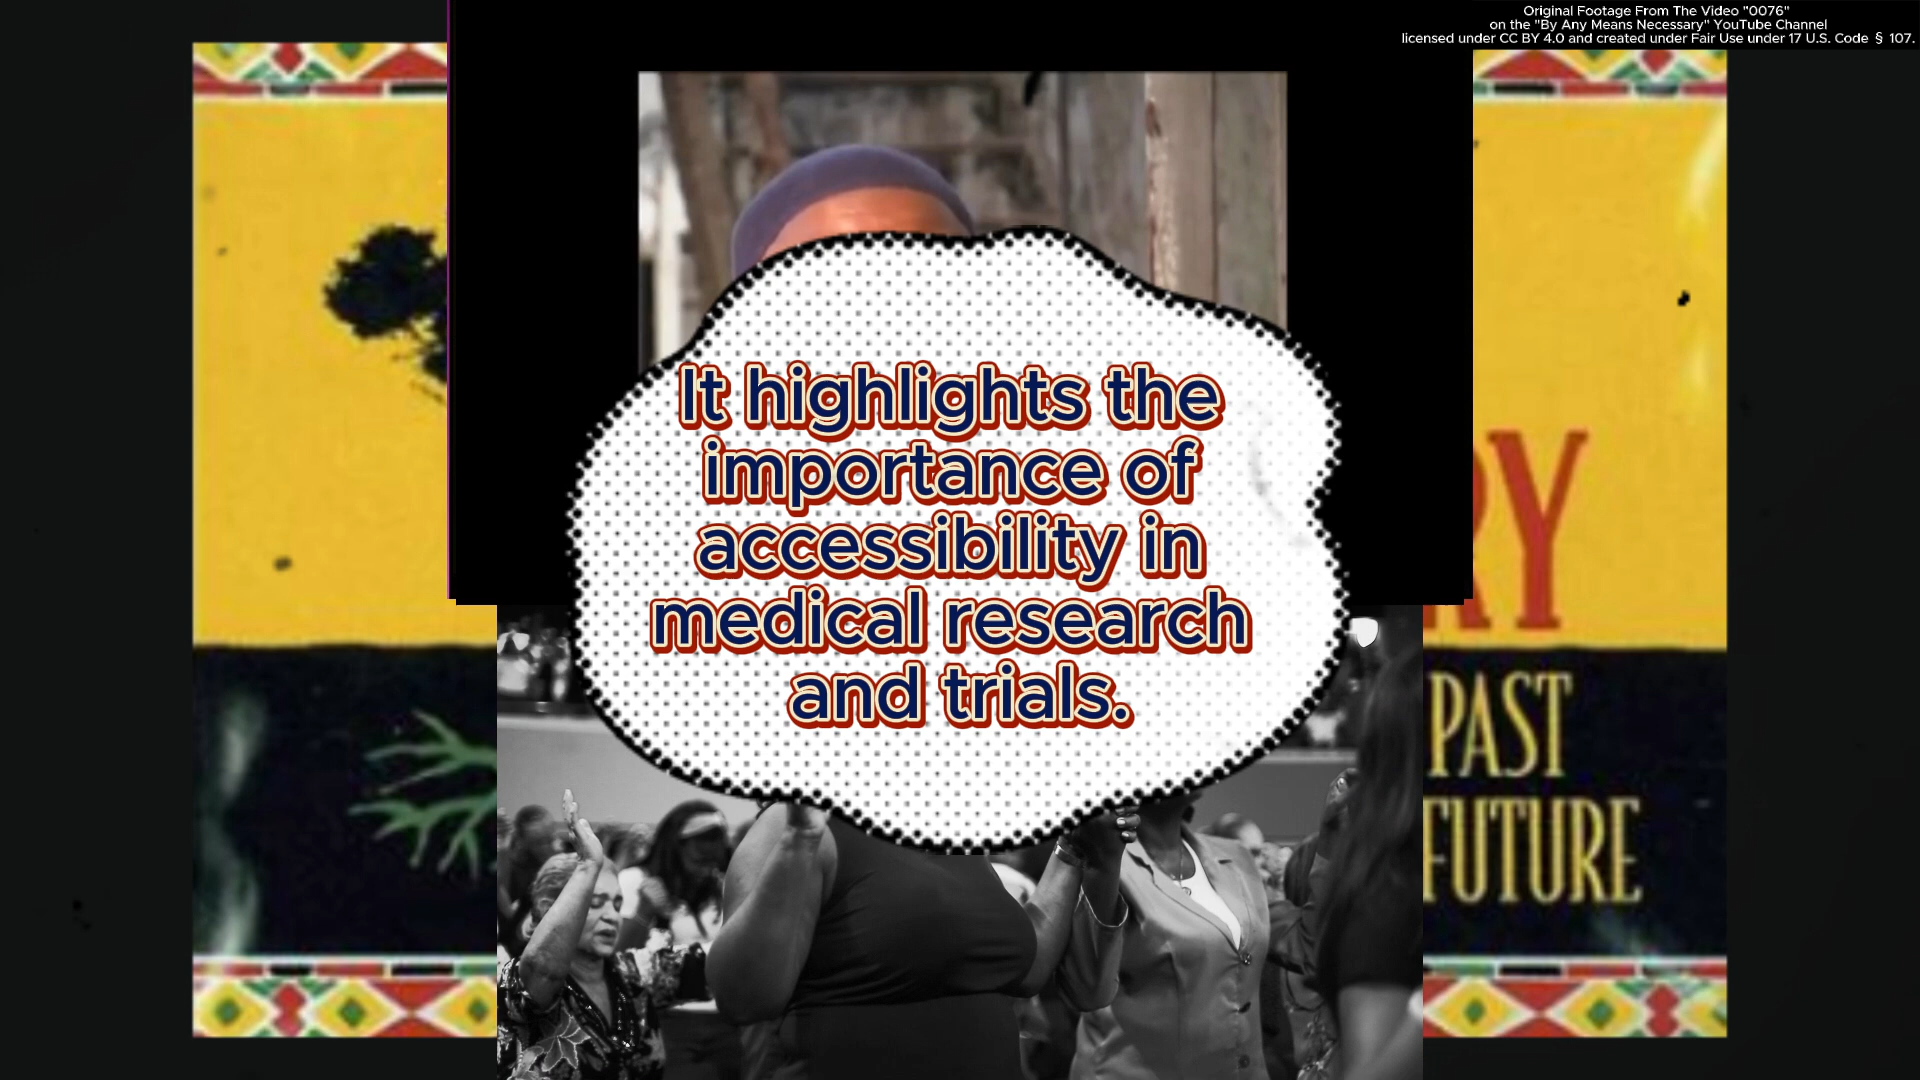 Original Footage From The Video "0076"
on the "By Any Means Necessary" YouTube Channel
licensed under CC BY 4.0 and created under Fair Use under 17 U.S. Code § 107.
It highlights the
importance of
accessibility in
medical research
and trials.
RY
PAST
FUTURE